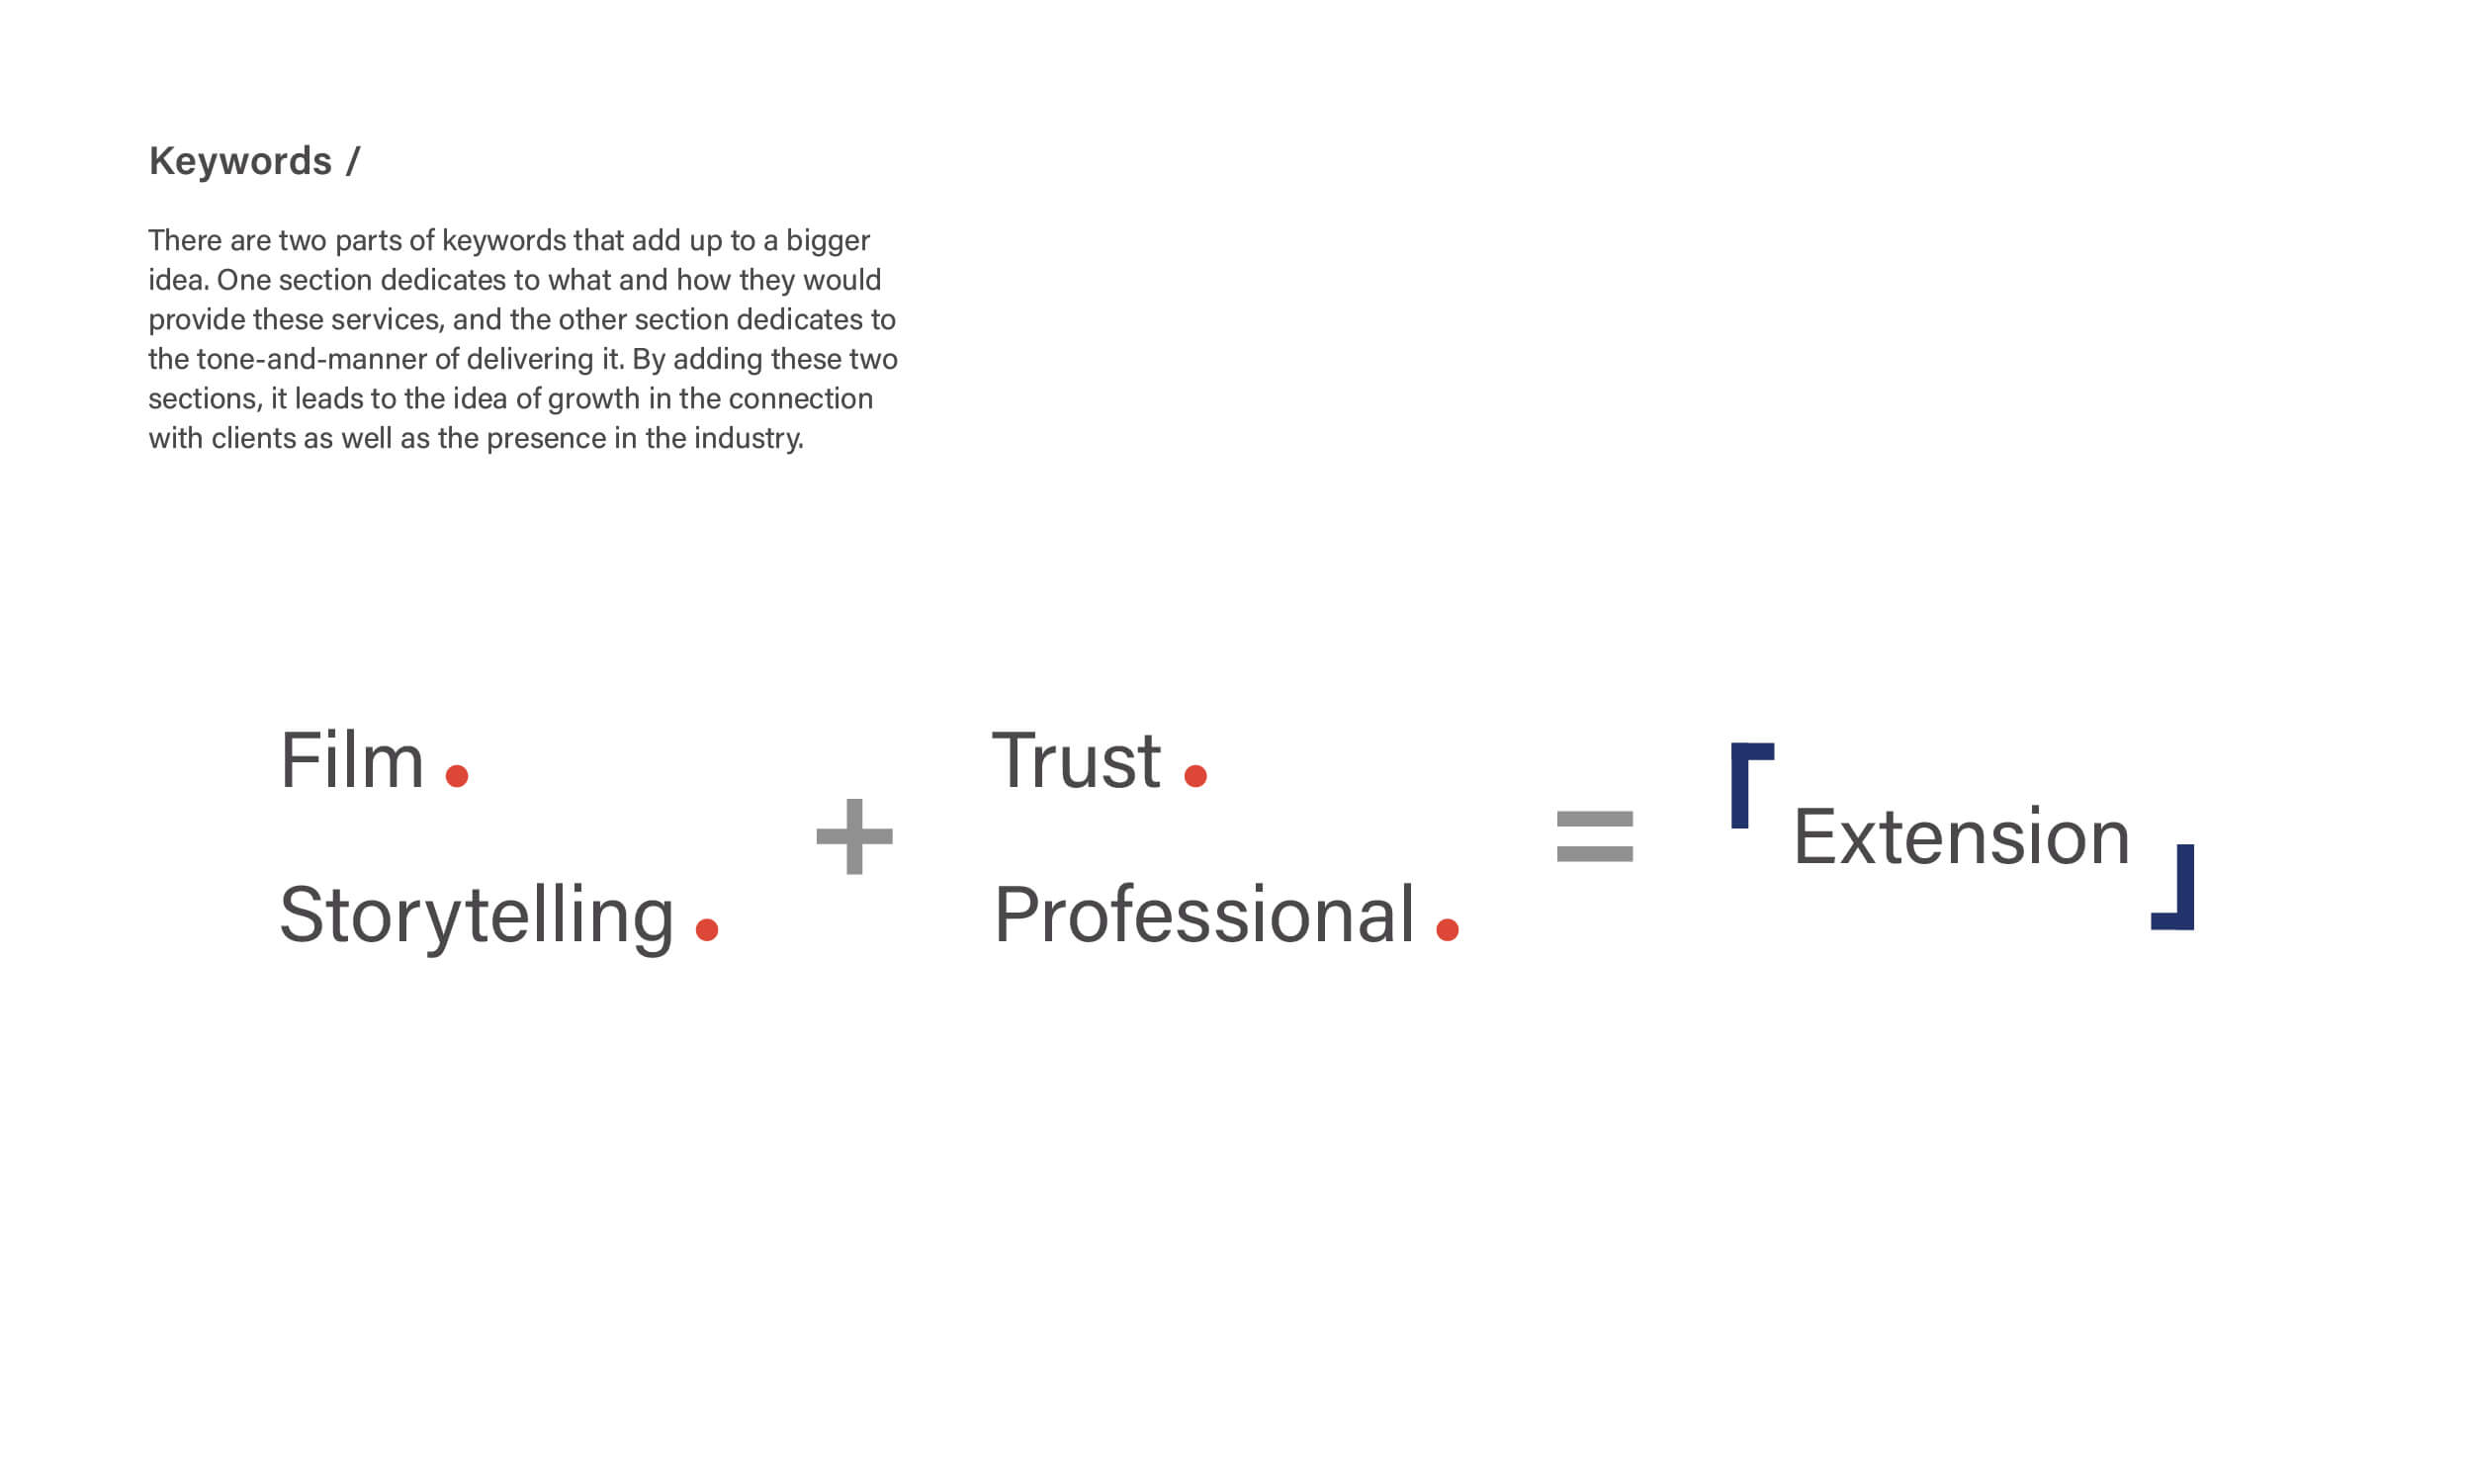 Keywords /
There are two parts of keywords that add up to a bigger
idea. One section dedicates to what and how they would
provide these services, and the other section dedicates to
the tone-and-manner of delivering it. By adding these two
sections, it leads to the idea of growth in the connection
with clients as well as the presence in the industry.
Film.
Storytelling.
+
Trust.
Professional.
=
「Extension」